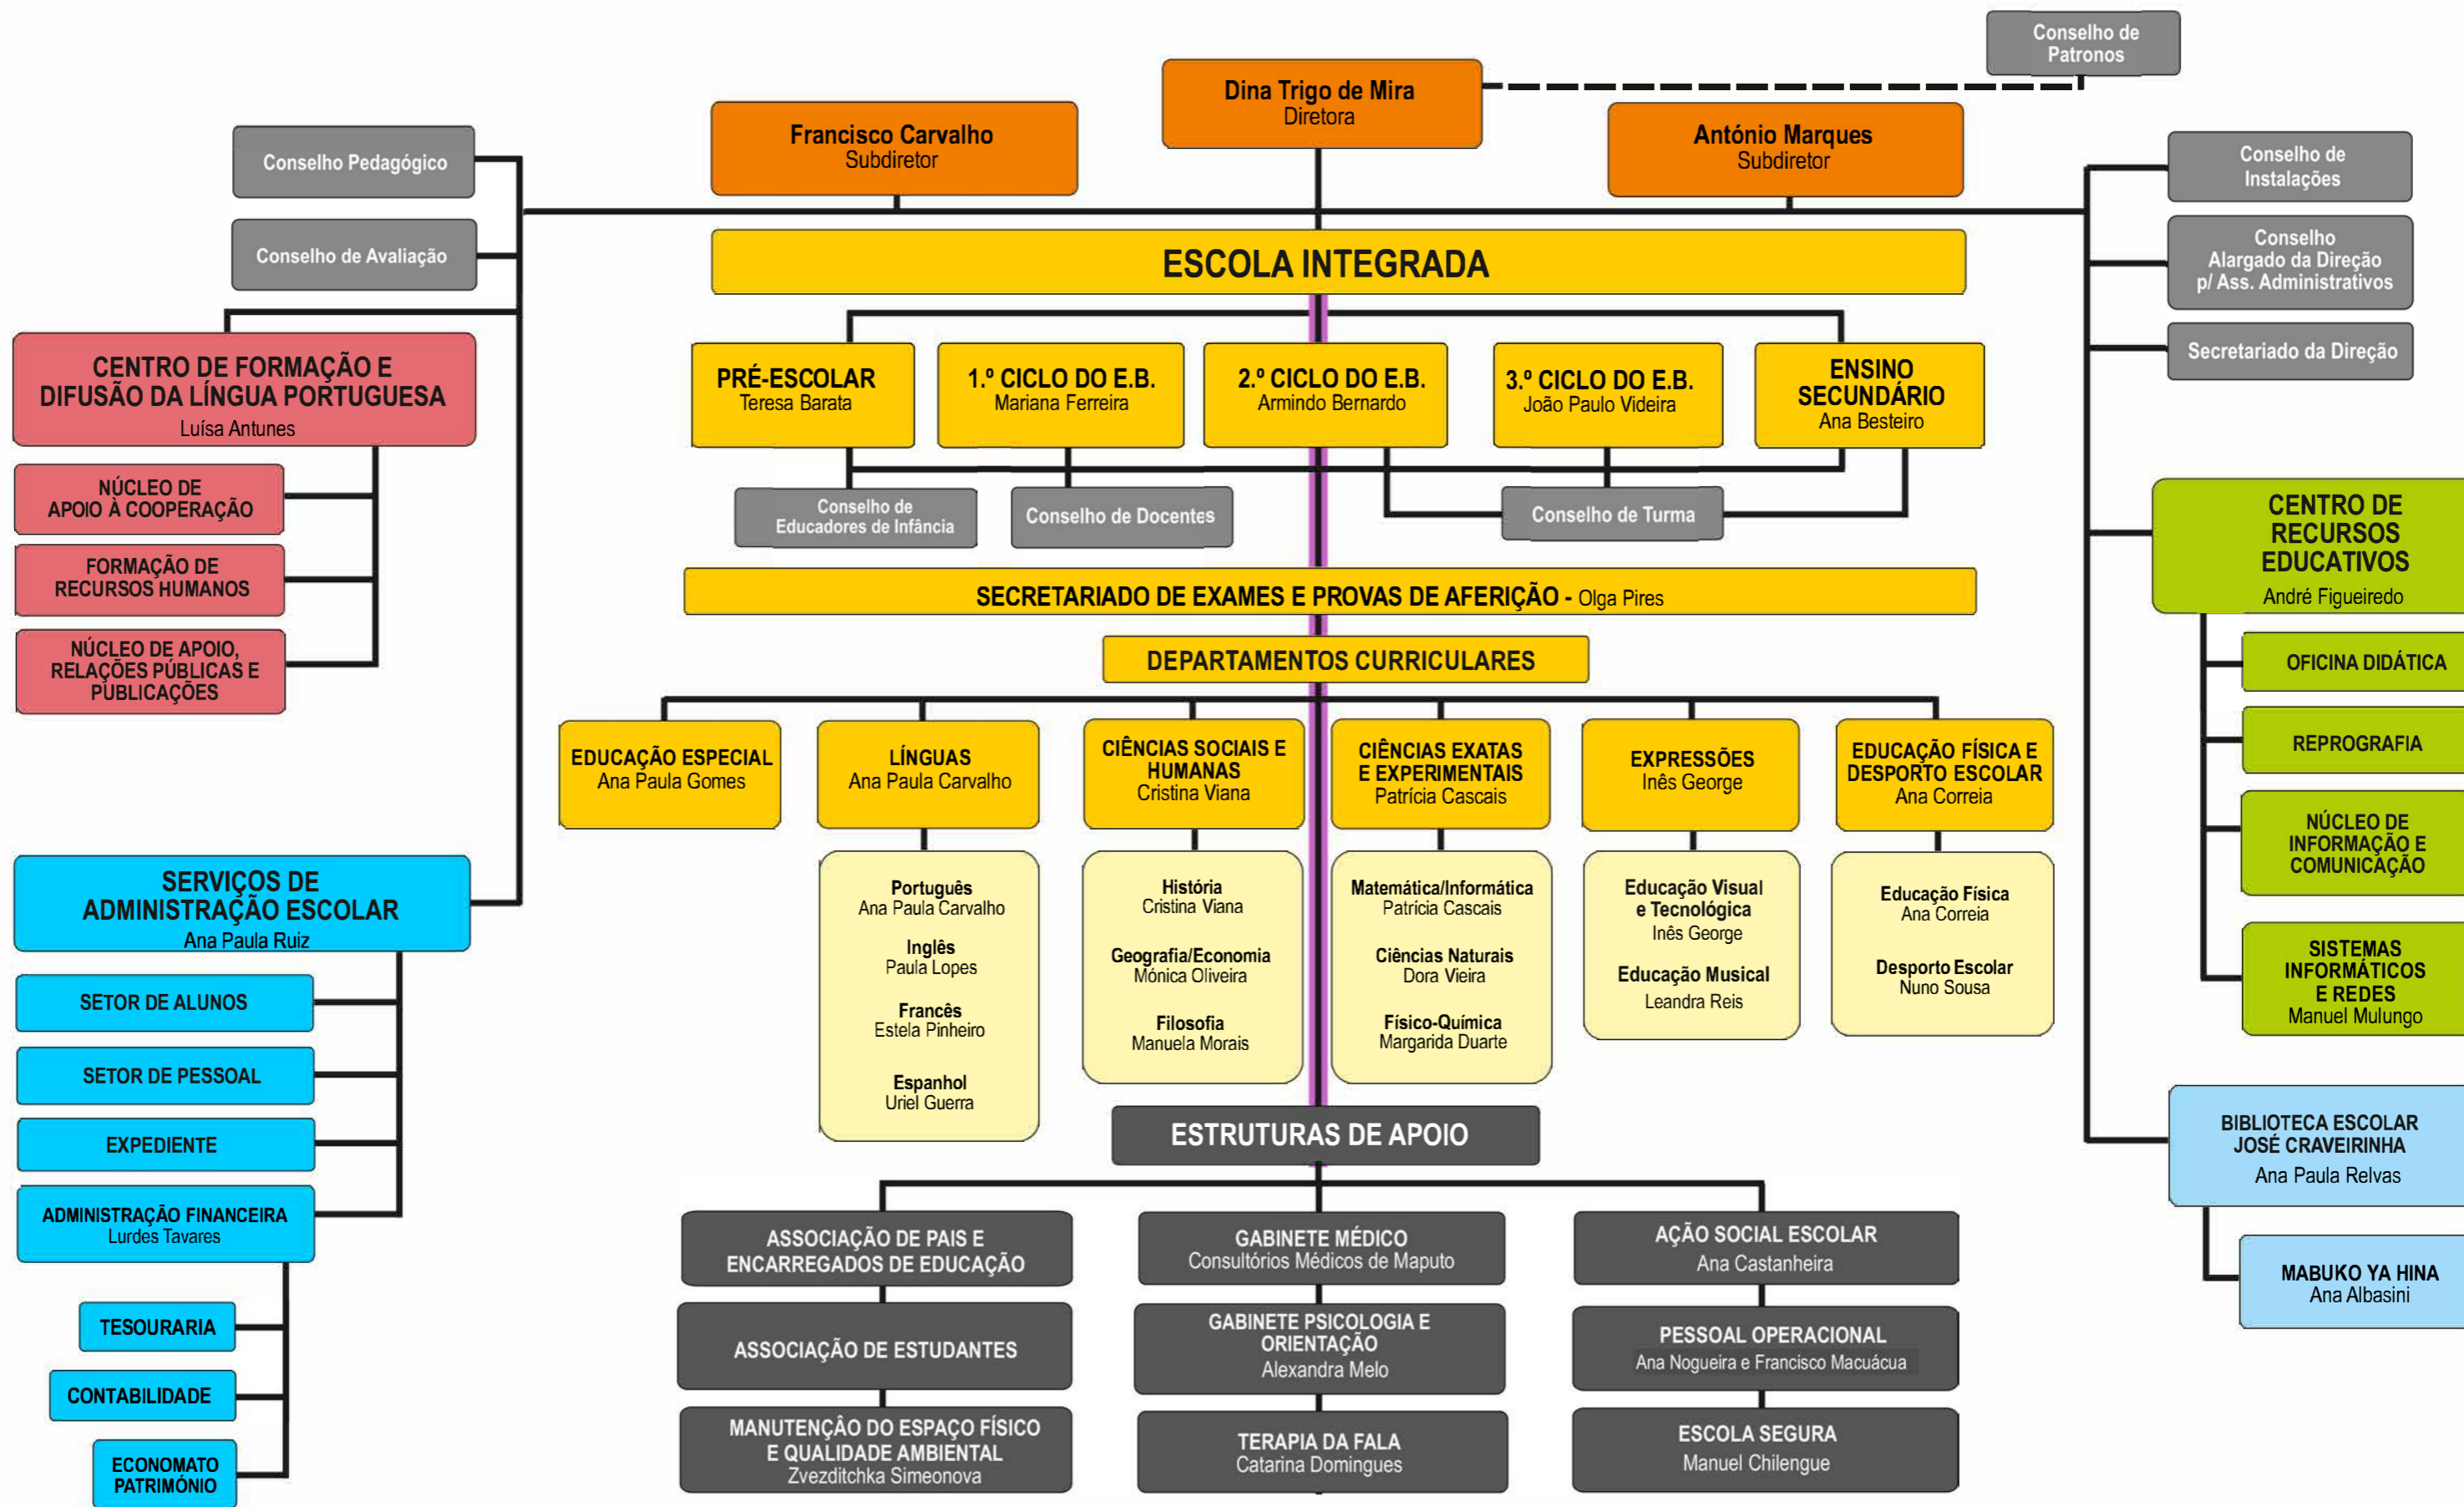 Conselho de
Patronos
Dina Trigo de Mira
Diretora
Francisco Carvalho
Subdiretor
António Marques
Subdiretor
Conselho Pedagógico
Conselho de Avaliação
Conselho de
Instalações
Conselho
Alargado da Direção
p/ Ass. Administrativos
Secretariado da Direção
ESCOLA INTEGRADA
CENTRO DE FORMAÇÃO E
DIFUSÃO DA LÍNGUA PORTUGUESA
Luísa Antunes
NÚCLEO DE
APOIO À COOPERAÇÃO
FORMAÇÃO DE
RECURSOS HUMANOS
NÚCLEO DE APOIO,
RELAÇÕES PÚBLICAS E
PUBLICAÇÕES
PRÉ-ESCOLAR
Teresa Barata
1.º CICLO DO E.B.
Mariana Ferreira
2.º CICLO DO E.B.
Armindo Bernardo
3.º CICLO DO E.B.
João Paulo Videira
ENSINO
SECUNDÁRIO
Ana Besteiro
Conselho de
Educadores de Infância
Conselho de Docentes
Conselho de Turma
SECRETARIADO DE EXAMES E PROVAS DE AFERIÇÃO - Olga Pires
DEPARTAMENTOS CURRICULARES
EDUCAÇÃO ESPECIAL
Ana Paula Gomes
LÍNGUAS
Ana Paula Carvalho
CIÊNCIAS SOCIAIS E
HUMANAS
Cristina Viana
CIÊNCIAS EXATAS
E EXPERIMENTAIS
Patrícia Cascais
EXPRESSÕES
Inês George
EDUCAÇÃO FÍSICA E
DESPORTO ESCOLAR
Ana Correia
Português
Ana Paula Carvalho
Inglês
Paula Lopes
Francês
Estela Pinheiro
Espanhol
Uriel Guerra
História
Cristina Viana
Geografia/Economia
Mónica Oliveira
Filosofia
Manuela Morais
Matemática/Informática
Patrícia Cascais
Ciências Naturais
Dora Vieira
Físico-Química
Margarida Duarte
Educação Visual
e Tecnológica
Inês George
Educação Musical
Leandra Reis
Educação Física
Ana Correia
Desporto Escolar
Nuno Sousa
CENTRO DE
RECURSOS
EDUCATIVOS
André Figueiredo
OFICINA DIDÁTICA
REPROGRAFIA
NÚCLEO DE
INFORMAÇÃO E
COMUNICAÇÃO
SISTEMAS
INFORMÁTICOS
E REDES
Manuel Mulungo
BIBLIOTECA ESCOLAR
JOSÉ CRAVEIRINHA
Ana Paula Relvas
MABUKO YA HINA
Ana Albasini
SERVIÇOS DE
ADMINISTRAÇÃO ESCOLAR
Ana Paula Ruiz
SETOR DE ALUNOS
SETOR DE PESSOAL
EXPEDIENTE
ADMINISTRAÇÃO FINANCEIRA
Lurdes Tavares
TESOURARIA
CONTABILIDADE
ECONOMATO
PATRIMÓNIO
ESTRUTURAS DE APOIO
ASSOCIAÇÃO DE PAIS E
ENCARREGADOS DE EDUCAÇÃO
ASSOCIAÇÃO DE ESTUDANTES
MANUTENÇÂO DO ESPAÇO FÍSICO
E QUALIDADE AMBIENTAL
Zvezditchka Simeonova
GABINETE MÉDICO
Consultórios Médicos de Maputo
GABINETE PSICOLOGIA E
ORIENTAÇÃO
Alexandra Melo
TERAPIA DA FALA
Catarina Domingues
AÇÃO SOCIAL ESCOLAR
Ana Castanheira
PESSOAL OPERACIONAL
Ana Nogueira e Francisco Macuácua
ESCOLA SEGURA
Manuel Chilengue